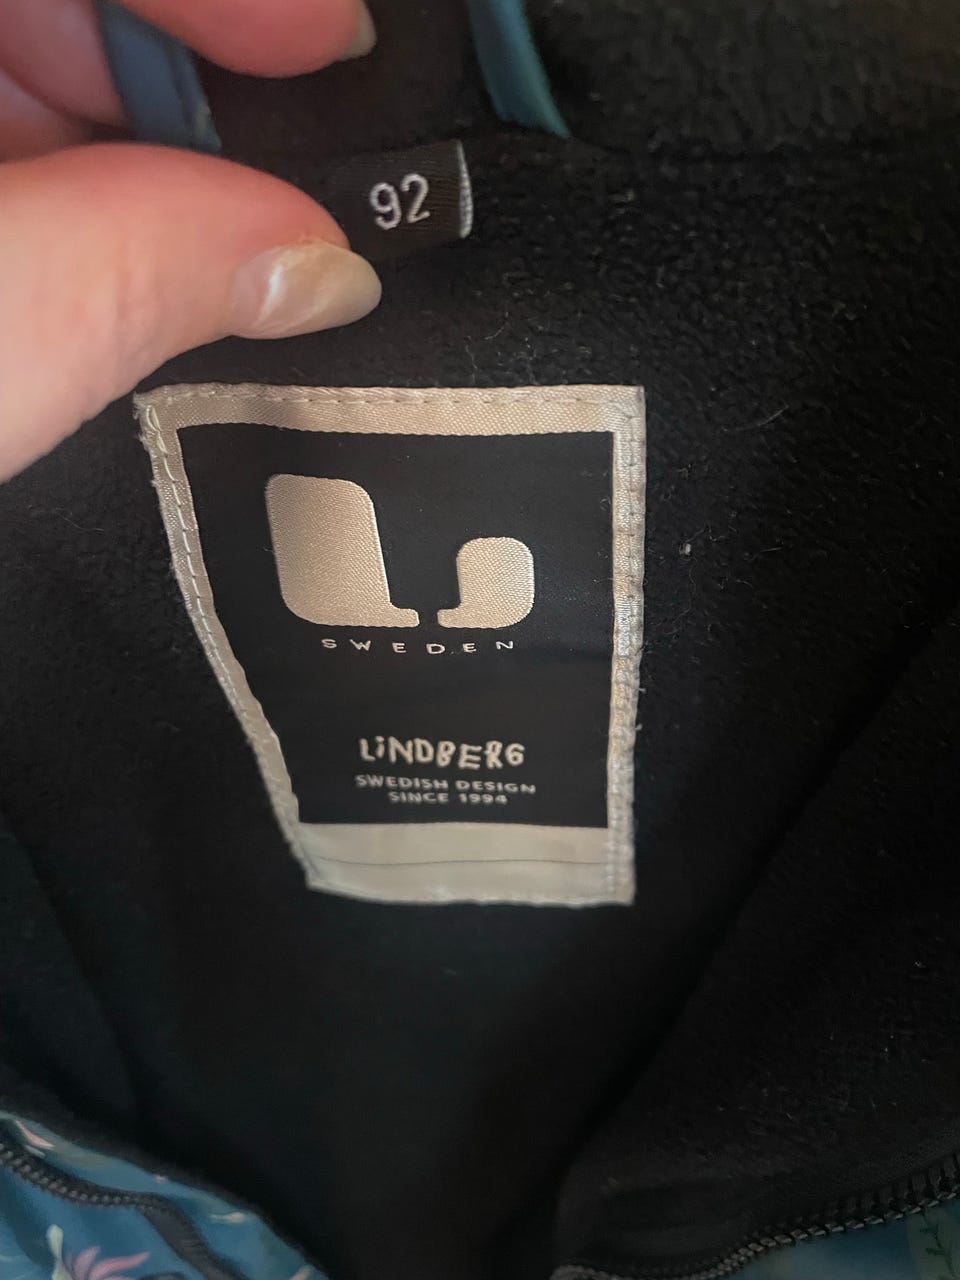 92
SWEDEN
LiNDBERG
SWEDISH DESIGN
SINCE 1994